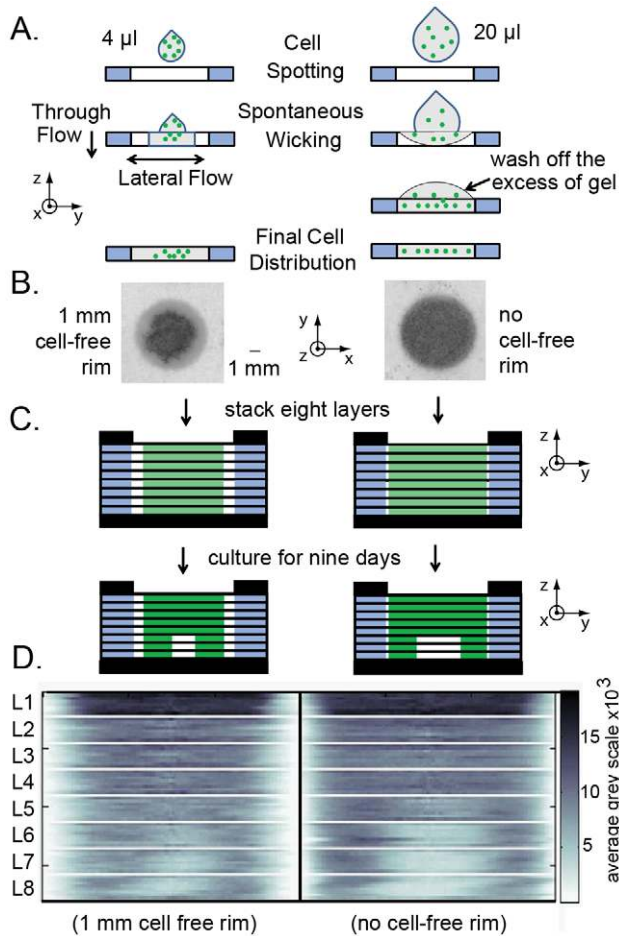 A.
4 µl
Cell
Spotting
20 µl
Through
Flow
Spontaneous
Wicking
Lateral Flow
wash off the
excess of gel
z
x
y
Final Cell
Distribution
B.
1 mm
cell-free
rim
1 mm
y
z
x
no
cell-free
rim
stack eight layers
C.
z
x
y
culture for nine days
z
x
y
D.
L1
L2
L3
L4
L5
L6
L7
L8
15
10
5
average grey scale x10³
(1 mm cell free rim)
(no cell-free rim)